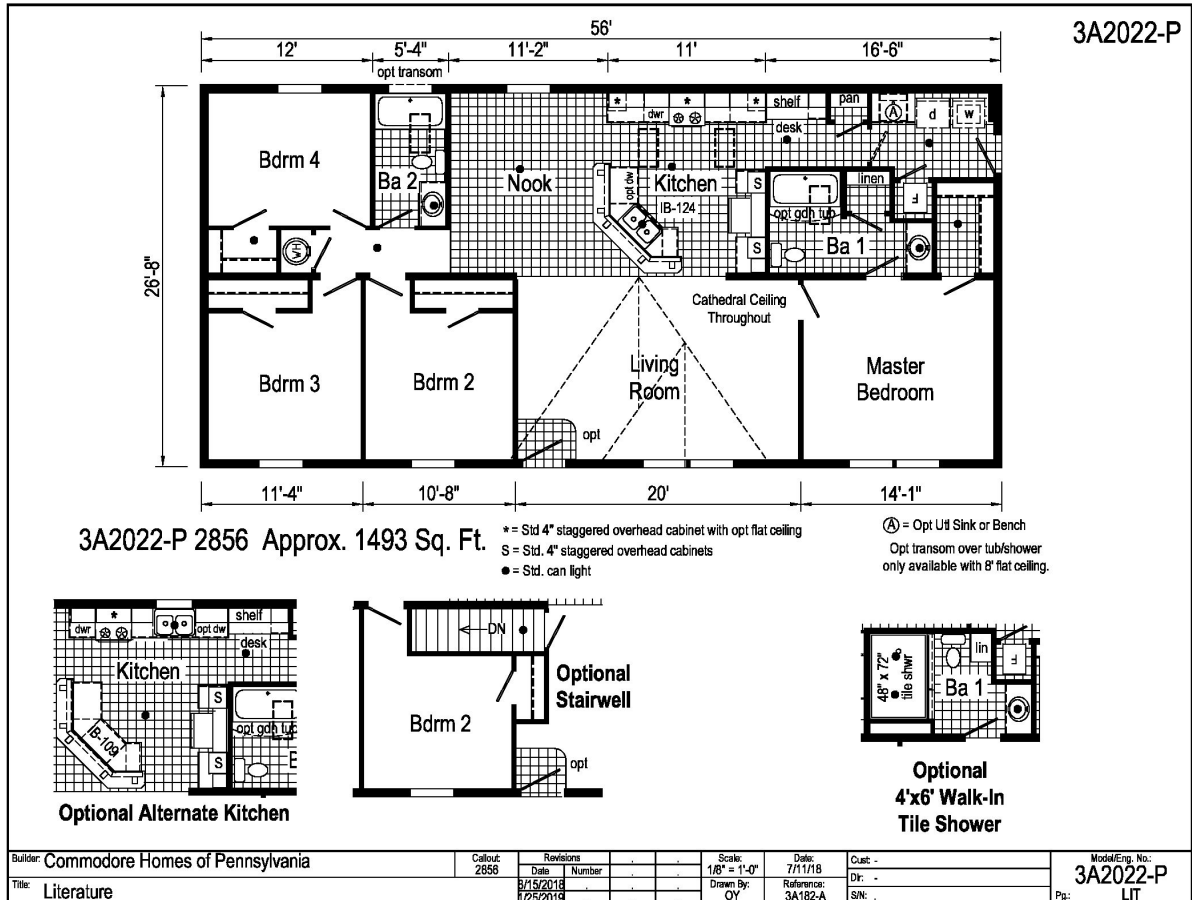 3A2022-P
56'
12'
5'-4"
11'-2"
11'
16'-6"
opt transom
26'-8"
Bdrm 4
Ba 2
Nook
dwr
* * *
shelf
desk
pan
A
d
w
opt dw
Kitchen
IB-124
S
S
linen
opt gdn tub
Ba 1
F
WH
Cathedral Ceiling
Throughout
Bdrm 3
Bdrm 2
Living
Room
Master
Bedroom
opt
11'-4"
10'-8"
20'
14'-1"
3A2022-P 2856 Approx. 1493 Sq. Ft.
* = Std 4" staggered overhead cabinet with opt flat ceiling
S = Std. 4" staggered overhead cabinets
● = Std. can light
A = Opt Utl Sink or Bench
Opt transom over tub/shower
only available with 8' flat ceiling.
*
dwr
opt dw
shelf
desk
Kitchen
S
IB-109
opt gdn tub
S
Optional Alternate Kitchen
DN
Bdrm 2
opt
Optional
Stairwell
48" x 72"
tile shwr
lin
F
Ba 1
Optional
4'x6' Walk-In
Tile Shower
Builder: Commodore Homes of Pennsylvania
Title: Literature
Callout:
2856
Revisions
Date Number
8/15/2018
1/25/2019
Scale:
1/8" = 1'-0"
Drawn By:
OY
Date:
7/11/18
Reference:
3A182-A
Cust: -
Dir: -
S/N: .
Model/Eng. No.:
3A2022-P
Pg.: LIT